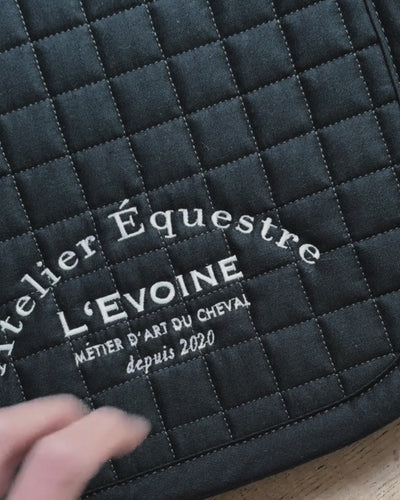 Atelier Équestre
L'EVOINE
MÉTIER D'ART DU CHEVAL
depuis 2020